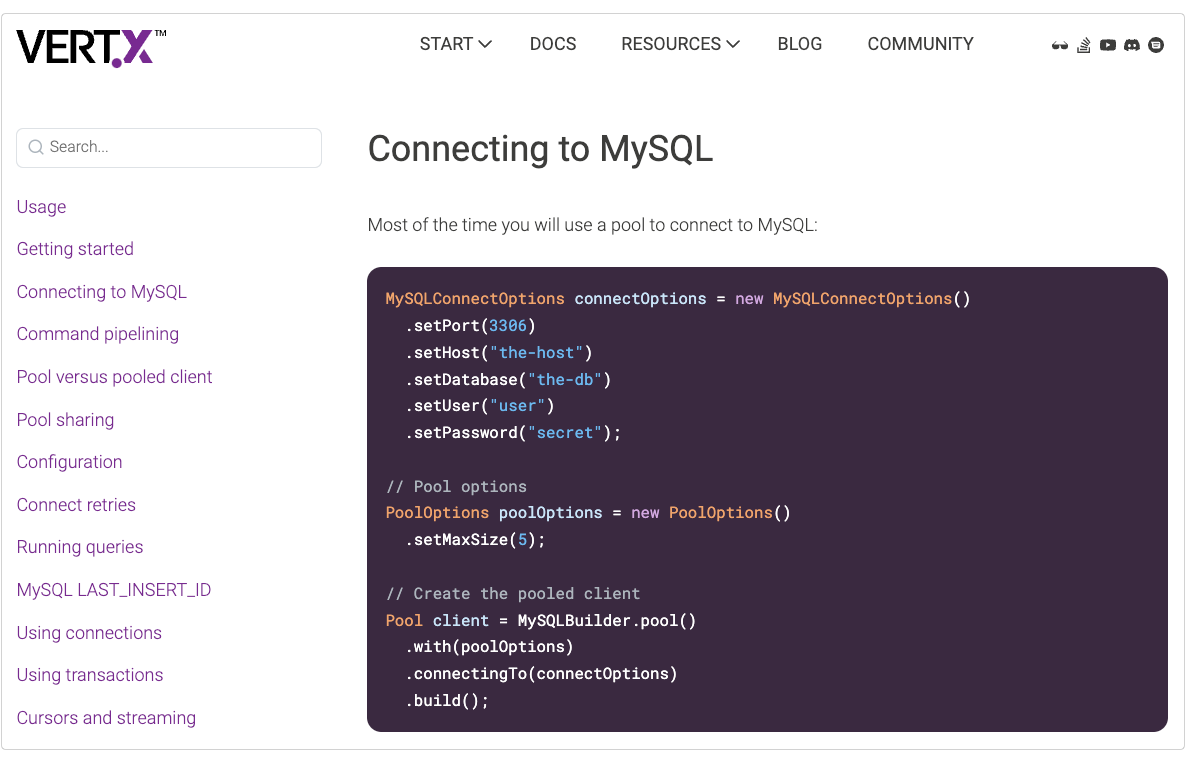 VERT.X™
START
DOCS
RESOURCES
BLOG
COMMUNITY
Search...
Usage
Getting started
Connecting to MySQL
Command pipelining
Pool versus pooled client
Pool sharing
Configuration
Connect retries
Running queries
MySQL LAST_INSERT_ID
Using connections
Using transactions
Cursors and streaming
Connecting to MySQL
Most of the time you will use a pool to connect to MySQL:
MySQLConnectOptions connectOptions = new MySQLConnectOptions()
  .setPort(3306)
  .setHost("the-host")
  .setDatabase("the-db")
  .setUser("user")
  .setPassword("secret");
// Pool options
PoolOptions poolOptions = new PoolOptions()
  .setMaxSize(5);
// Create the pooled client
Pool client = MySQLBuilder.pool()
  .with(poolOptions)
  .connectingTo(connectOptions)
  .build();